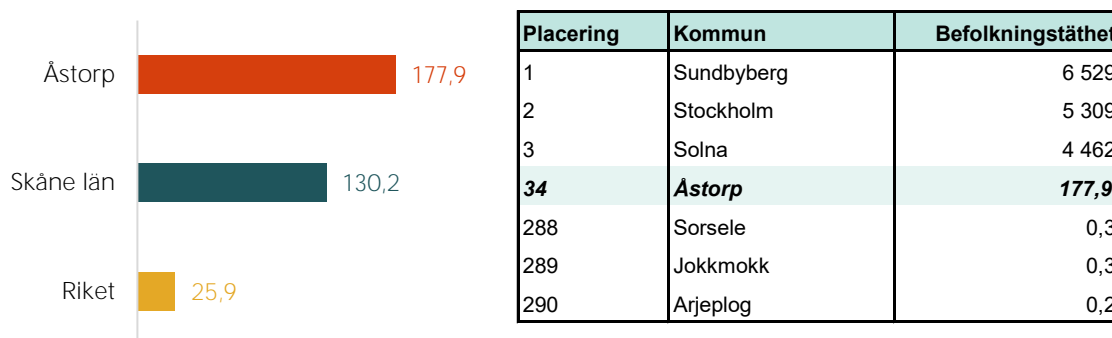 Åstorp 177,9
Skåne län 130,2
Riket 25,9
Placering Kommun Befolkningstäthet
1 Sundbyberg 6 529
2 Stockholm 5 309
3 Solna 4 462
34 Åstorp 177,9
288 Sorsele 0,3
289 Jokkmokk 0,3
290 Arjeplog 0,2